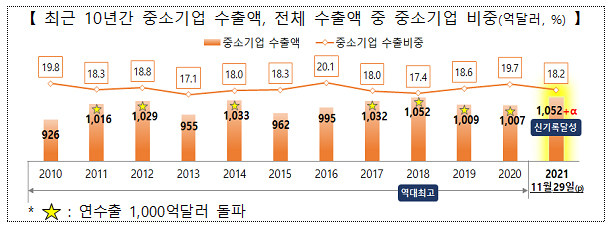 【 최근 10년간 중소기업 수출액, 전체 수출액 중 중소기업 비중(억달러, %) 】
중소기업 수출액 중소기업 수출비중
19.8 18.3 18.8 17.1 18.0 18.3 20.1 18.0 17.4 18.6 19.7 18.2
926 1,016 1,029 955 1,033 962 995 1,032 1,052 1,009 1,007 1,052+α
신기록달성
2010 2011 2012 2013 2014 2015 2016 2017 2018 2019 2020 2021
역대최고 11월29일(p)
* ☆ : 연수출 1,000억달러 돌파